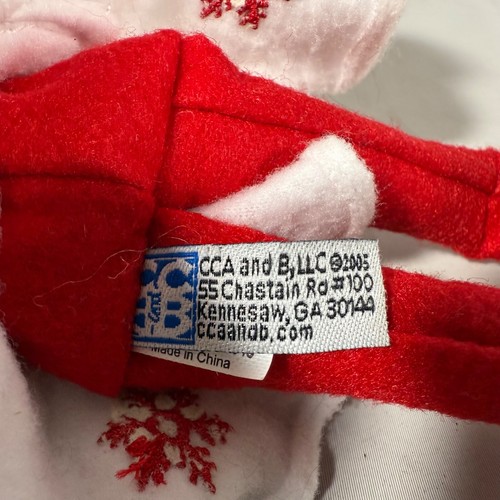 CCA and B, LLC ©2005
55 Chastain Rd #100
Kennesaw, GA 30144
ccaandb.com
Made in China